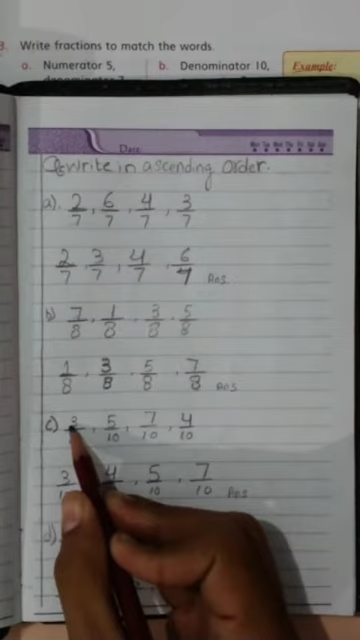 3. Write fractions to match the words.
a. Numerator 5, b. Denominator 10, Example:
Date:
Q: Write in ascending order.
a). 2/7, 6/7, 4/7, 3/7
2/7, 3/7, 4/7, 6/7 Ans
b) 7/8, 1/8, 3/8, 5/8
1/8, 3/8, 5/8, 7/8 Ans
c) 3, 5/10, 7/10, 4/10
3, 4, 5/10, 7/10 Ans
d).